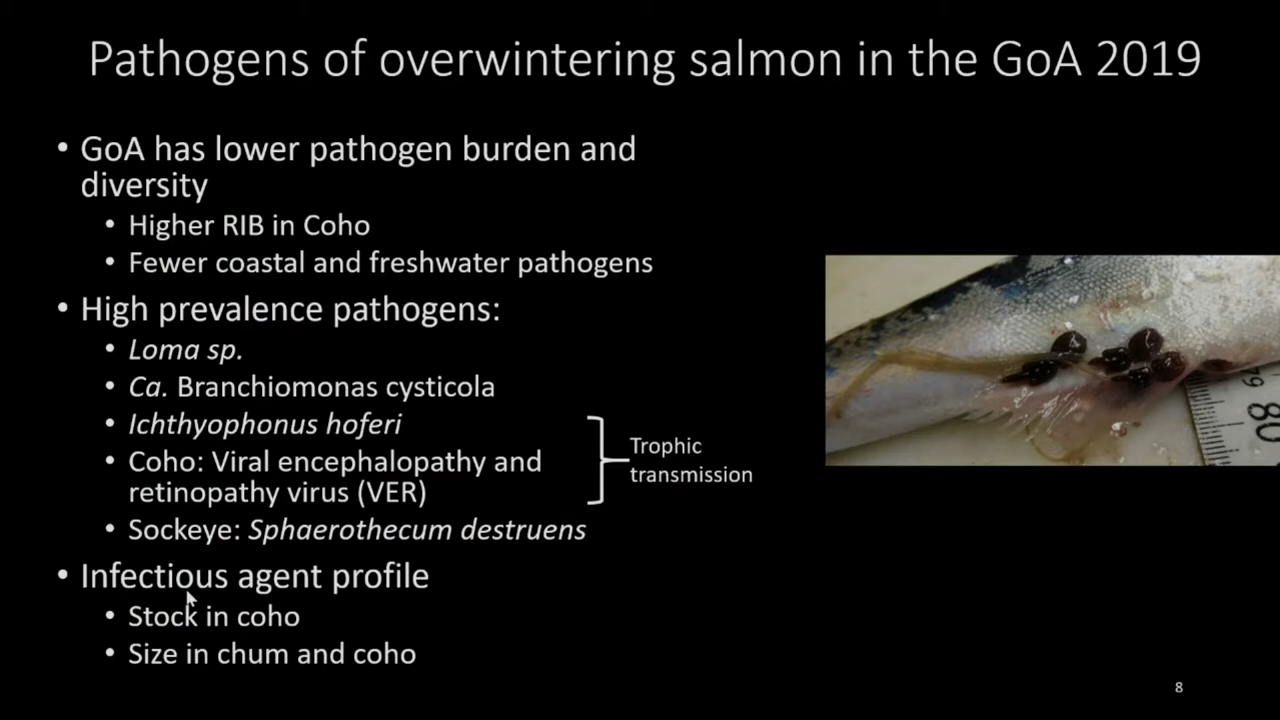 Pathogens of overwintering salmon in the GoA 2019
• GoA has lower pathogen burden and
diversity
• Higher RIB in Coho
• Fewer coastal and freshwater pathogens
• High prevalence pathogens:
• Loma sp.
• Ca. Branchiomonas cysticola
• Ichthyophonus hoferi
• Coho: Viral encephalopathy and
retinopathy virus (VER)
Trophic
transmission
• Sockeye: Sphaerothecum destruens
• Infectious agent profile
• Stock in coho
• Size in chum and coho
80
8